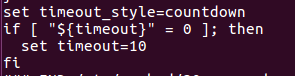 set timeout_style=countdown
if [ "${timeout}" = 0 ]; then
  set timeout=10
fi